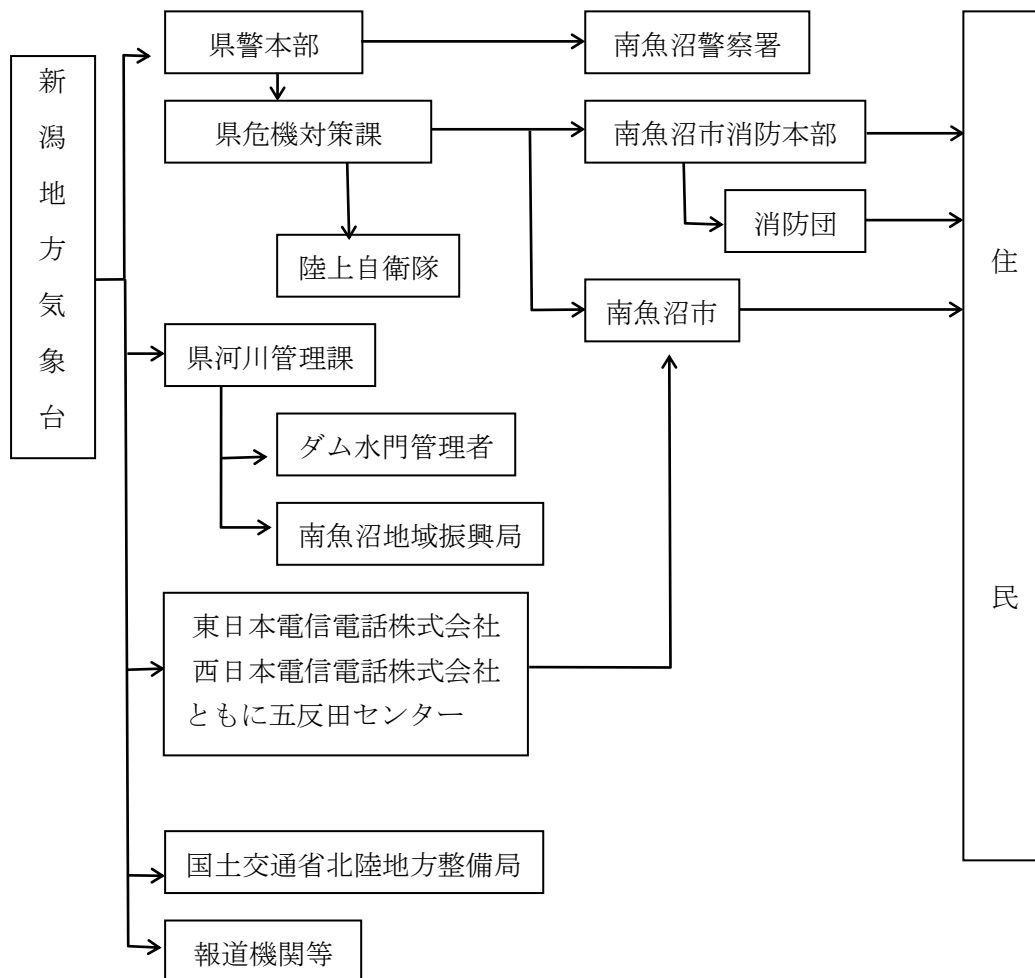 新潟地方気象台
県警本部
南魚沼警察署
県危機対策課
南魚沼市消防本部
消防団
陸上自衛隊
南魚沼市
県河川管理課
ダム水門管理者
南魚沼地域振興局
東日本電信電話株式会社
西日本電信電話株式会社
ともに五反田センター
国土交通省北陸地方整備局
報道機関等
住民